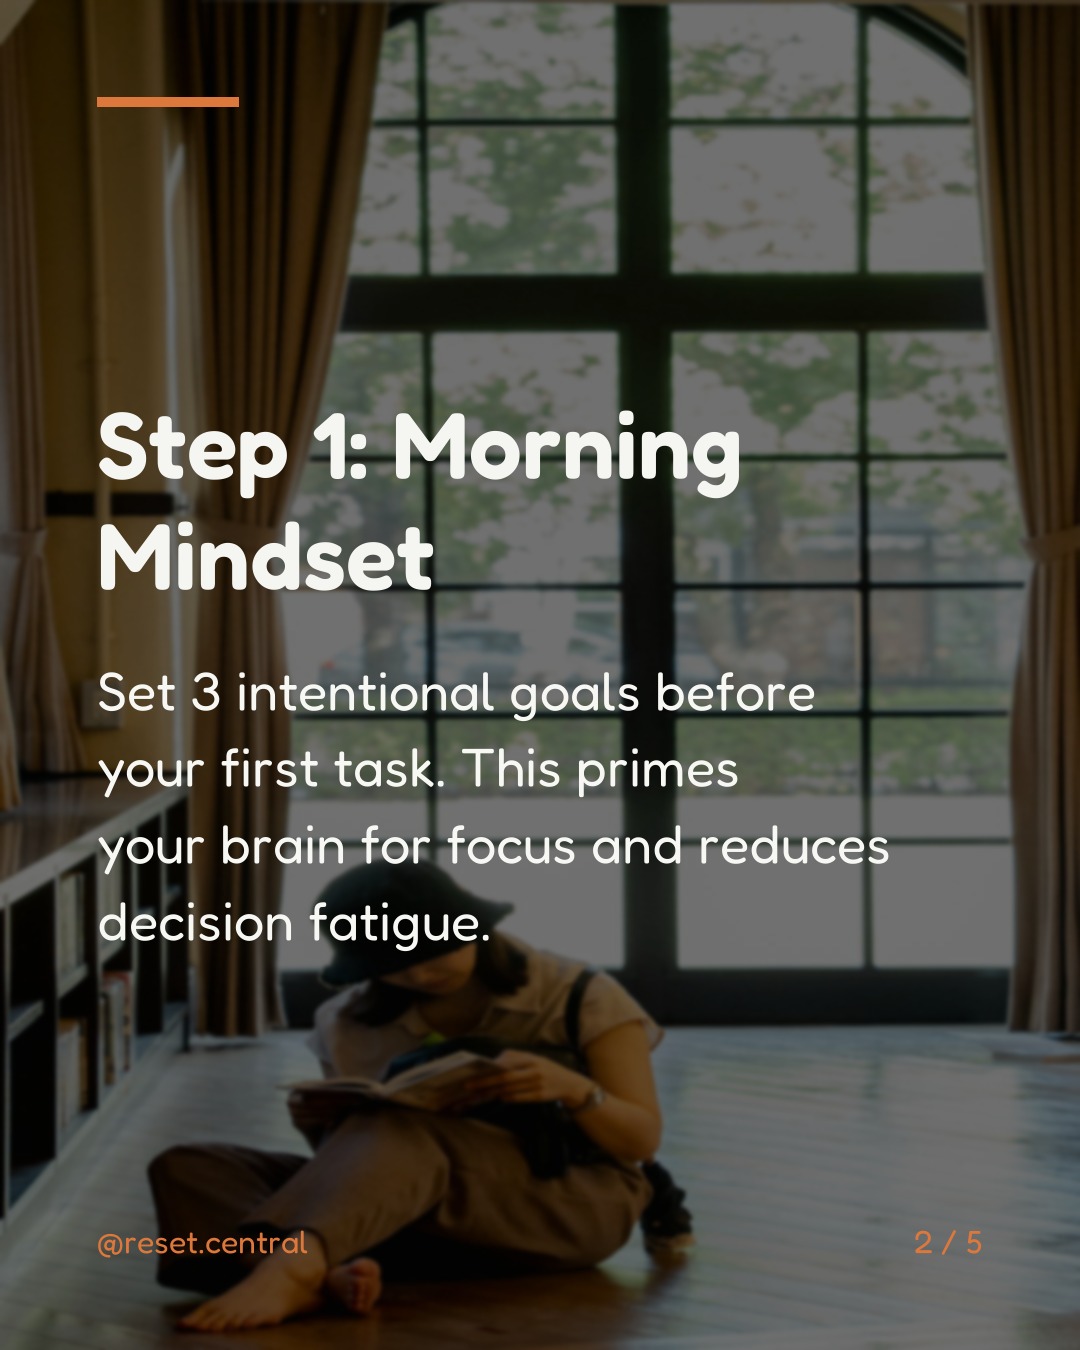 Step 1: Morning
Mindset
Set 3 intentional goals before
your first task. This primes
your brain for focus and reduces
decision fatigue.
@reset.central
2 / 5